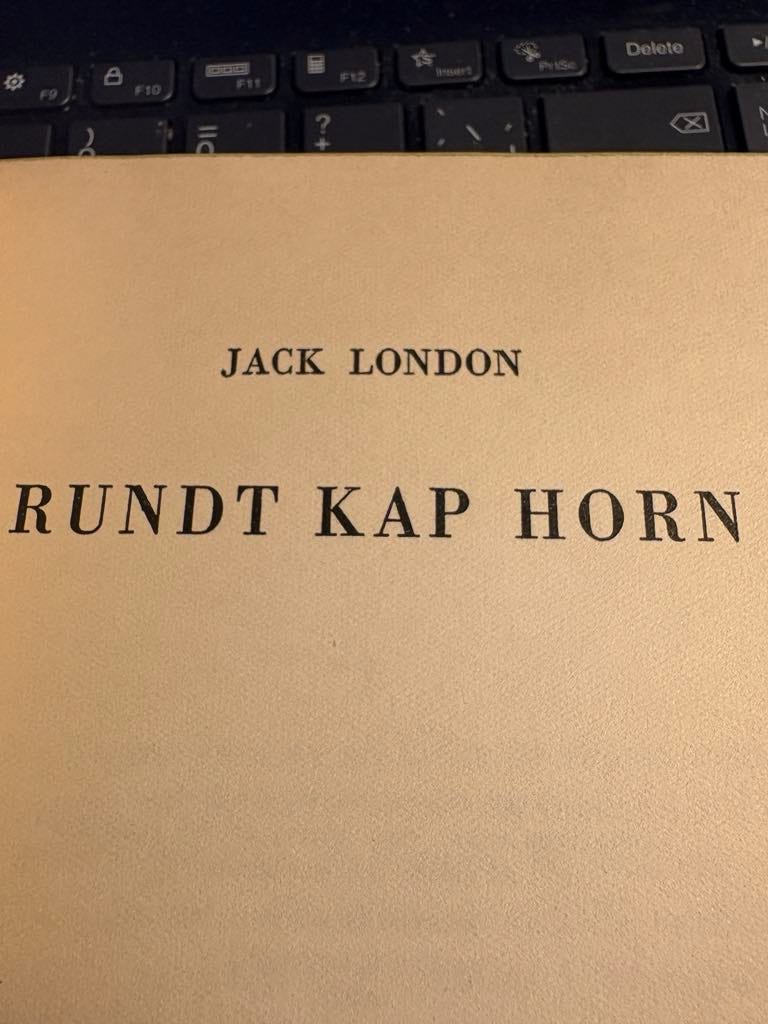 F9 F10 F11 F12 Insert PrtSc Delete
) = ? + `
JACK LONDON
RUNDT KAP HORN